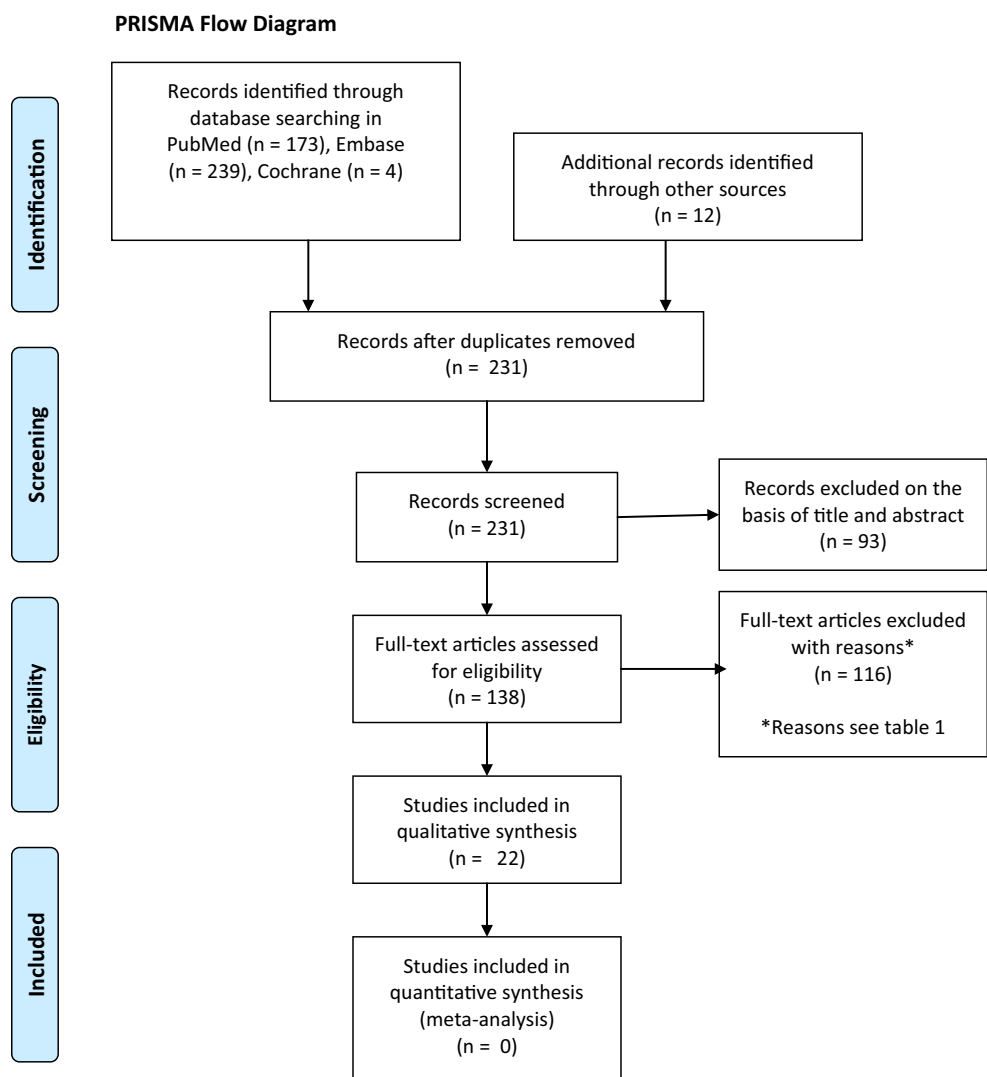 PRISMA Flow Diagram
Identification
Records identified through
database searching in
PubMed (n = 173), Embase
(n = 239), Cochrane (n = 4)
Additional records identified
through other sources
(n = 12)
Records after duplicates removed
(n = 231)
Screening
Records screened
(n = 231)
Records excluded on the
basis of title and abstract
(n = 93)
Eligibility
Full-text articles assessed
for eligibility
(n = 138)
Full-text articles excluded
with reasons*
(n = 116)
*Reasons see table 1
Studies included in
qualitative synthesis
(n = 22)
Included
Studies included in
quantitative synthesis
(meta-analysis)
(n = 0)